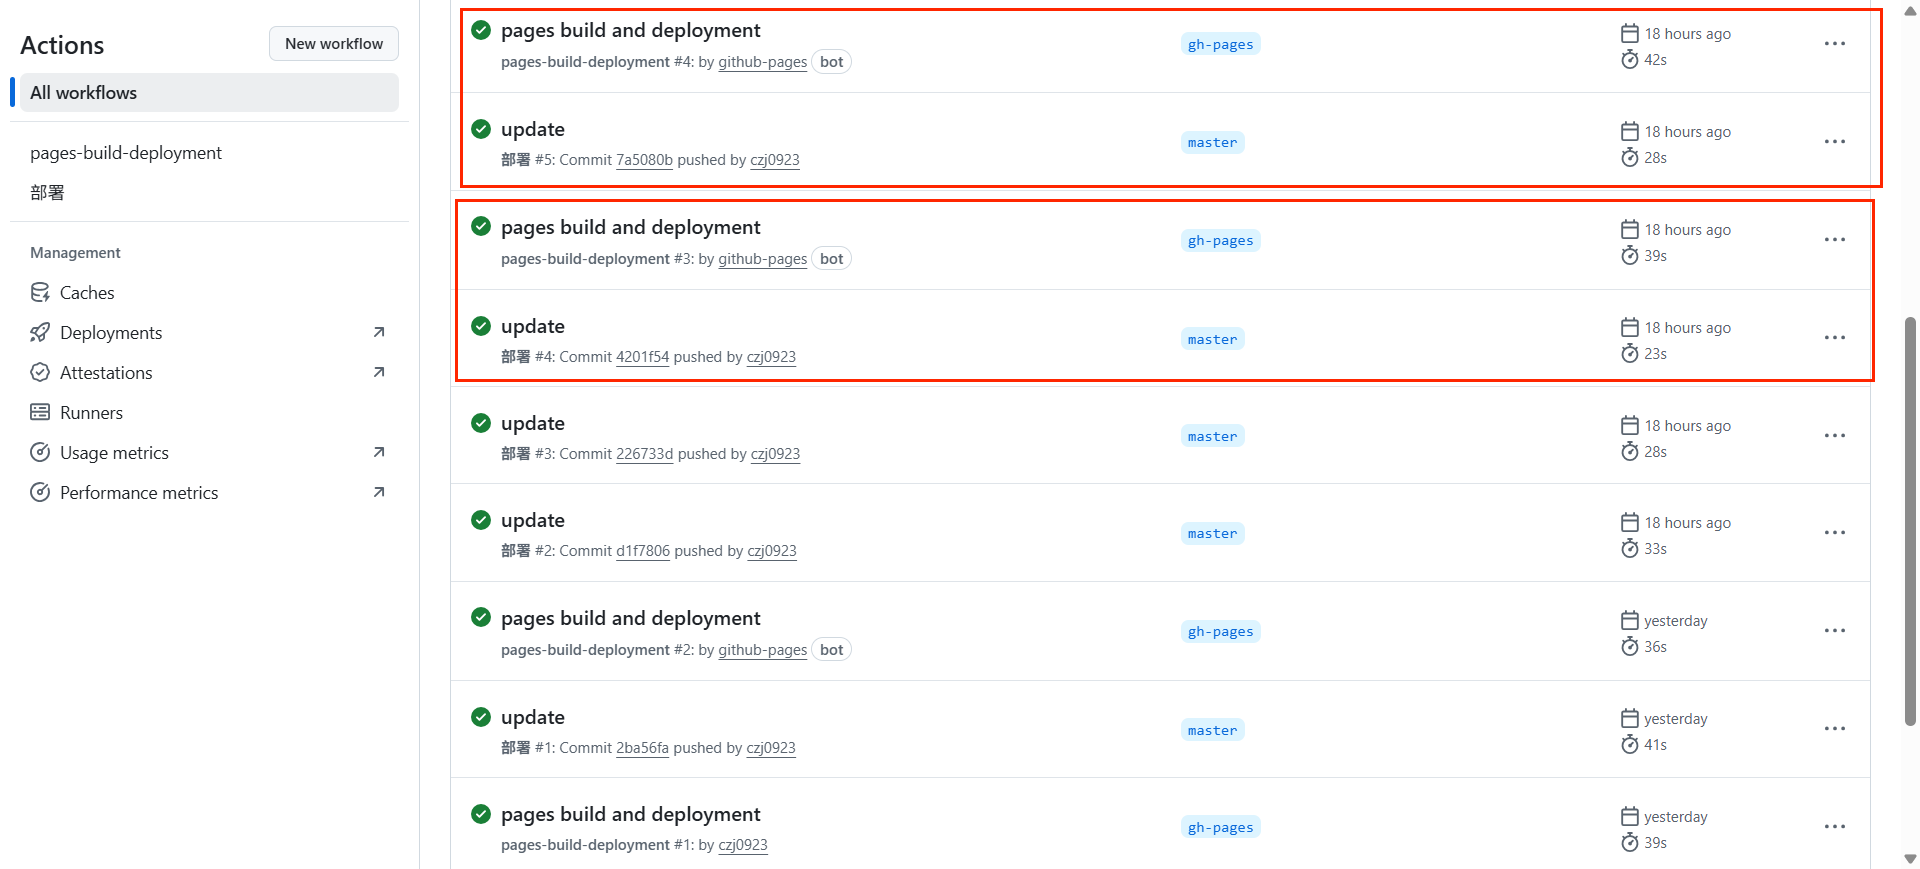 Actions
New workflow
All workflows
pages-build-deployment
部署
Management
Caches
Deployments
Attestations
Runners
Usage metrics
Performance metrics
pages build and deployment
pages-build-deployment #4: by github-pages bot
gh-pages
18 hours ago
42s
update
部署 #5: Commit 7a5080b pushed by czj0923
master
18 hours ago
28s
pages build and deployment
pages-build-deployment #3: by github-pages bot
gh-pages
18 hours ago
39s
update
部署 #4: Commit 4201f54 pushed by czj0923
master
18 hours ago
23s
update
部署 #3: Commit 226733d pushed by czj0923
master
18 hours ago
28s
update
部署 #2: Commit d1f7806 pushed by czj0923
master
18 hours ago
33s
pages build and deployment
pages-build-deployment #2: by github-pages bot
gh-pages
yesterday
36s
update
部署 #1: Commit 2ba56fa pushed by czj0923
master
yesterday
41s
pages build and deployment
pages-build-deployment #1: by czj0923
gh-pages
yesterday
39s